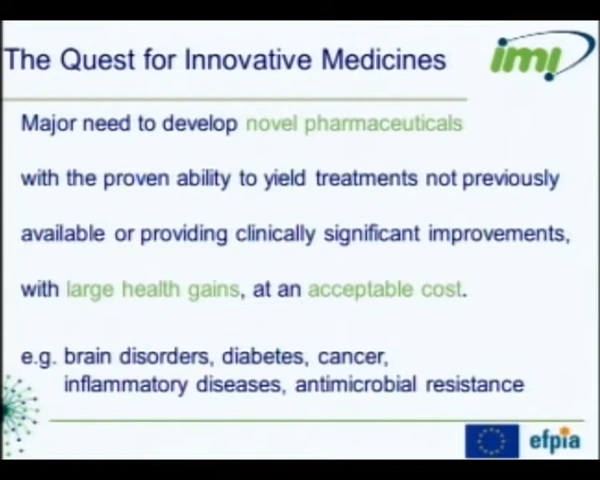 The Quest for Innovative Medicines
imi
Major need to develop novel pharmaceuticals
with the proven ability to yield treatments not previously
available or providing clinically significant improvements,
with large health gains, at an acceptable cost.
e.g. brain disorders, diabetes, cancer,
inflammatory diseases, antimicrobial resistance
efpia